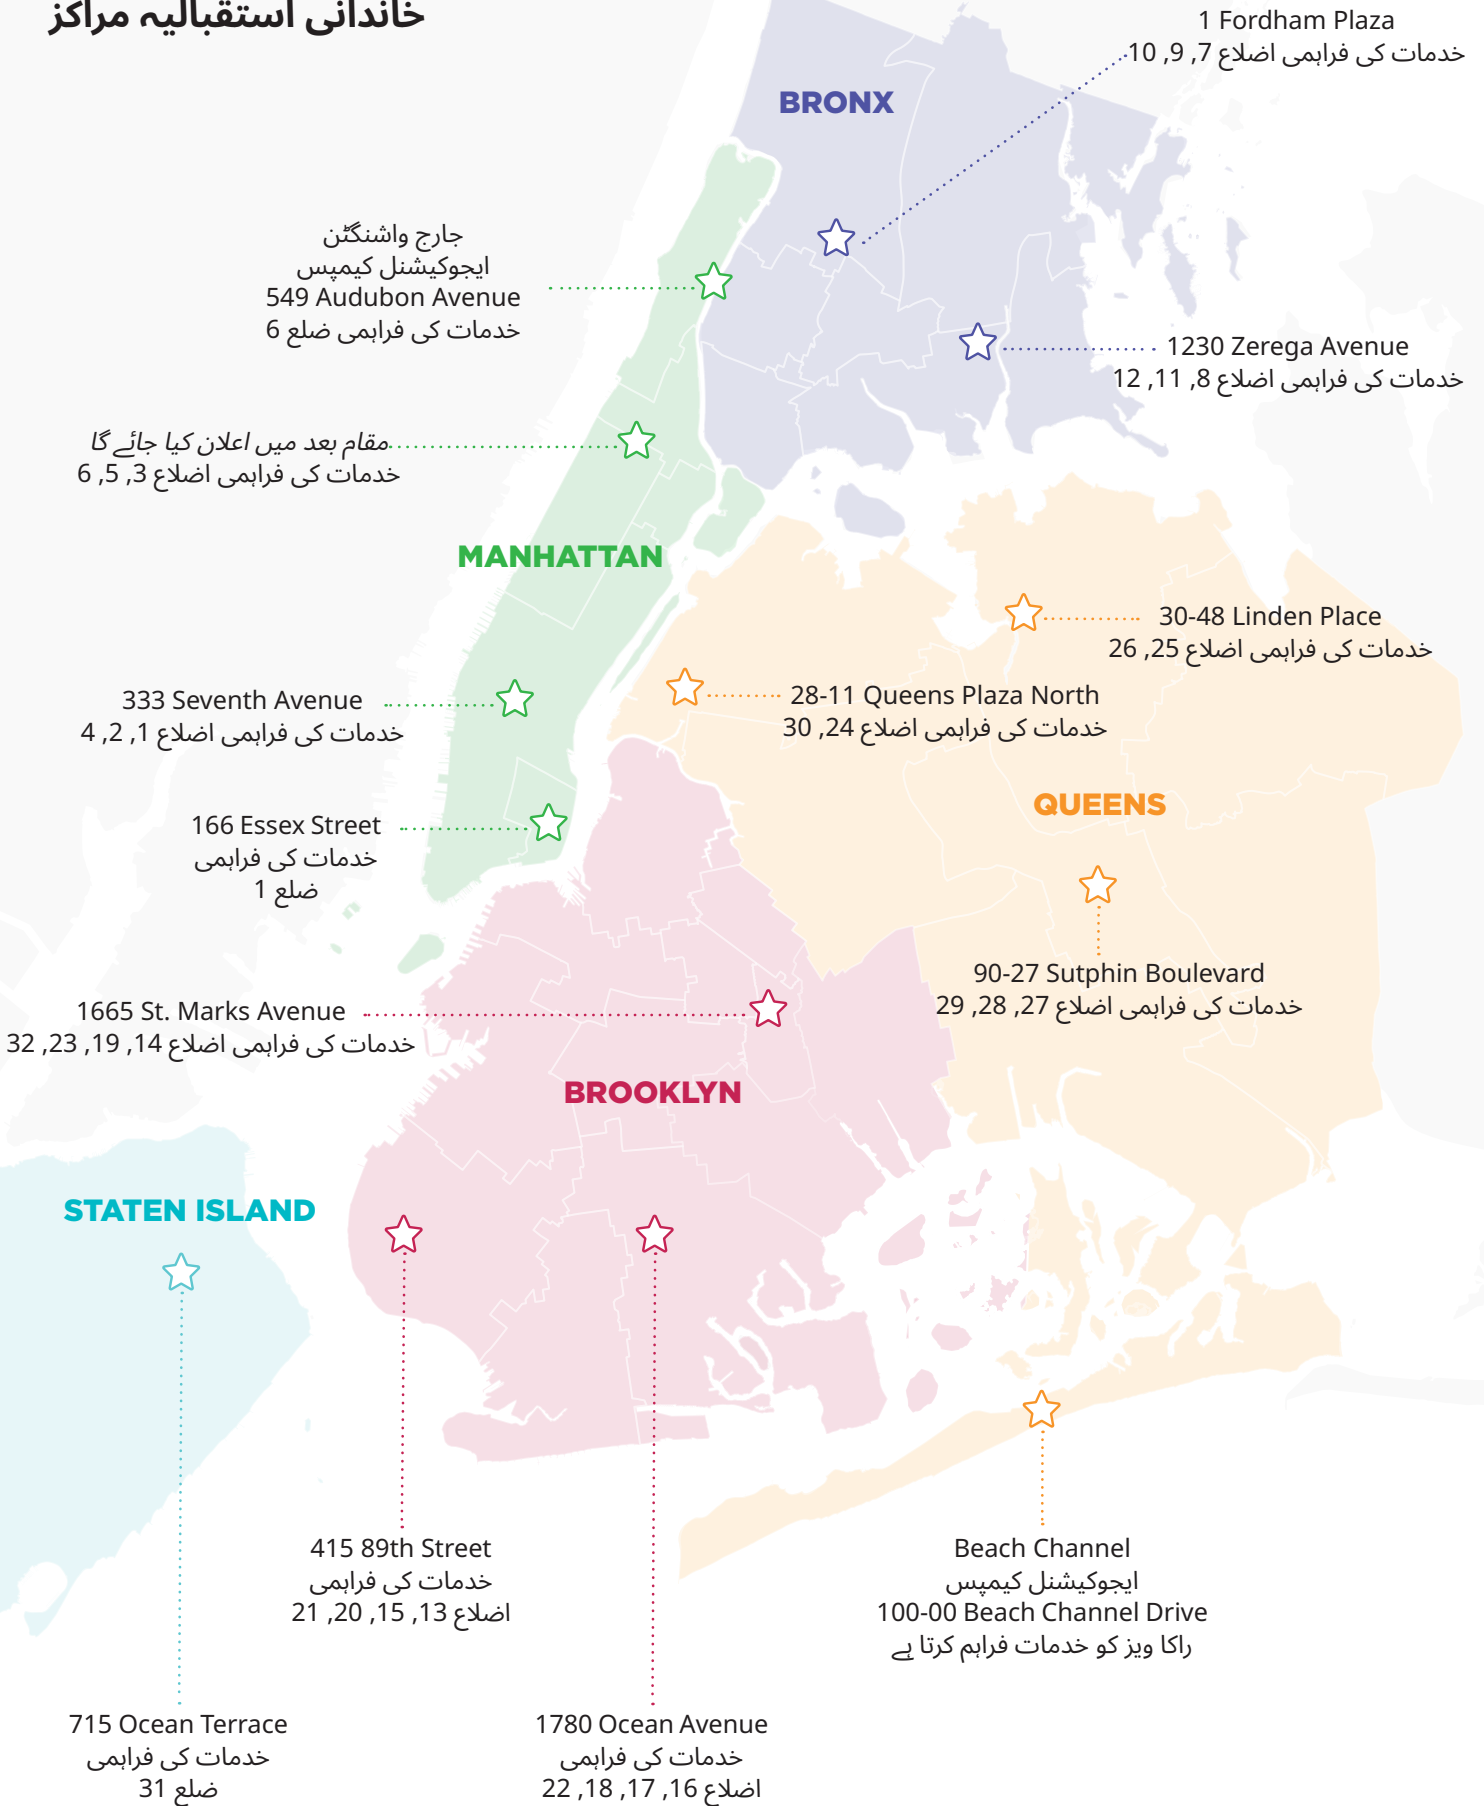 خاندانی استقبالیہ مراکز
1 Fordham Plaza
خدمات کی فراہمی اضلاع 7, 9, 10
BRONX
جارج واشنگٹن
ایجوکیشنل کیمپس
549 Audubon Avenue
خدمات کی فراہمی ضلع 6
1230 Zerega Avenue
خدمات کی فراہمی اضلاع 8, 11, 12
مقام بعد میں اعلان کیا جائے گا
خدمات کی فراہمی اضلاع 3, 5, 6
MANHATTAN
30-48 Linden Place
خدمات کی فراہمی اضلاع 25, 26
333 Seventh Avenue
خدمات کی فراہمی اضلاع 1, 2, 4
28-11 Queens Plaza North
خدمات کی فراہمی اضلاع 24, 30
QUEENS
166 Essex Street
خدمات کی فراہمی
ضلع 1
90-27 Sutphin Boulevard
خدمات کی فراہمی اضلاع 27, 28, 29
1665 St. Marks Avenue
خدمات کی فراہمی اضلاع 14, 19, 23, 32
BROOKLYN
STATEN ISLAND
415 89th Street
خدمات کی فراہمی
اضلاع 13, 15, 20, 21
Beach Channel
ایجوکیشنل کیمپس
100-00 Beach Channel Drive
راکا ویز کو خدمات فراہم کرتا ہے
715 Ocean Terrace
خدمات کی فراہمی
ضلع 31
1780 Ocean Avenue
خدمات کی فراہمی
اضلاع 16, 17, 18, 22